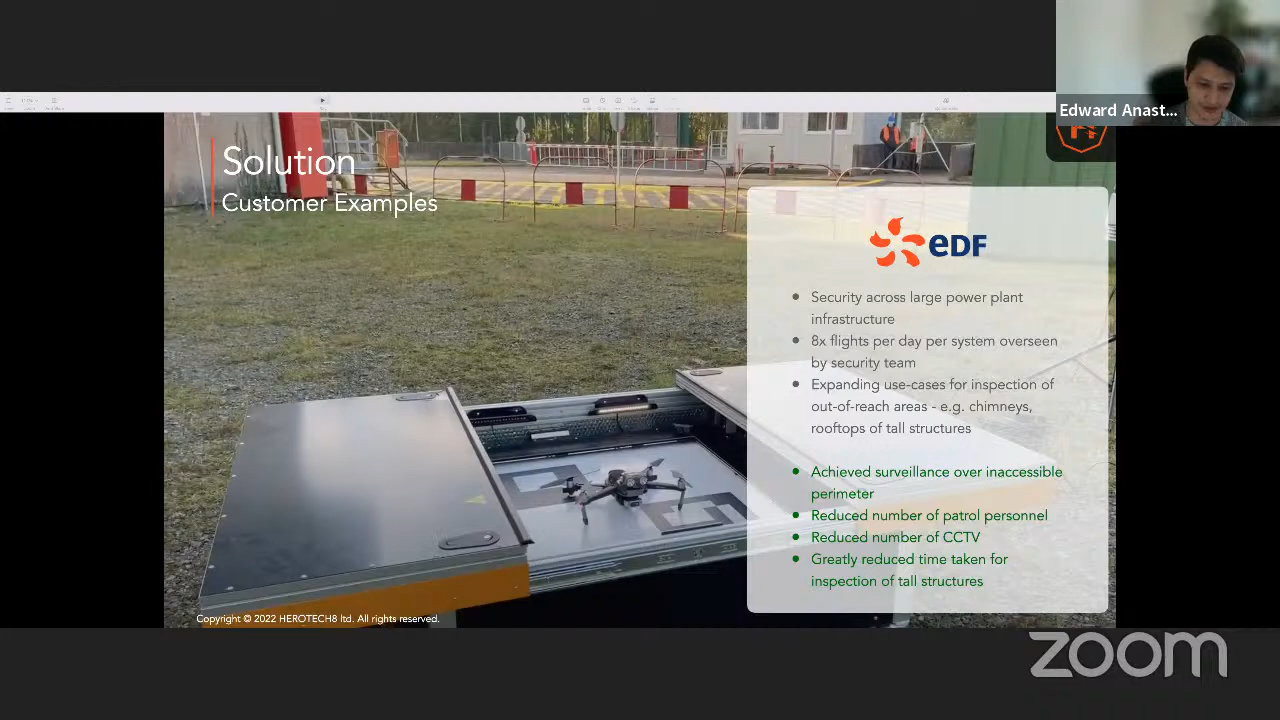 Edward Anast...
Solution
Customer Examples
eDF
Security across large power plant
infrastructure
8x flights per day per system overseen
by security team
Expanding use-cases for inspection of
out-of-reach areas - e.g. chimneys,
rooftops of tall structures
Achieved surveillance over inaccessible
perimeter
Reduced number of patrol personnel
Reduced number of CCTV
Greatly reduced time taken for
inspection of tall structures
Copyright © 2022 HEROTECH8 ltd. All rights reserved.
zoom